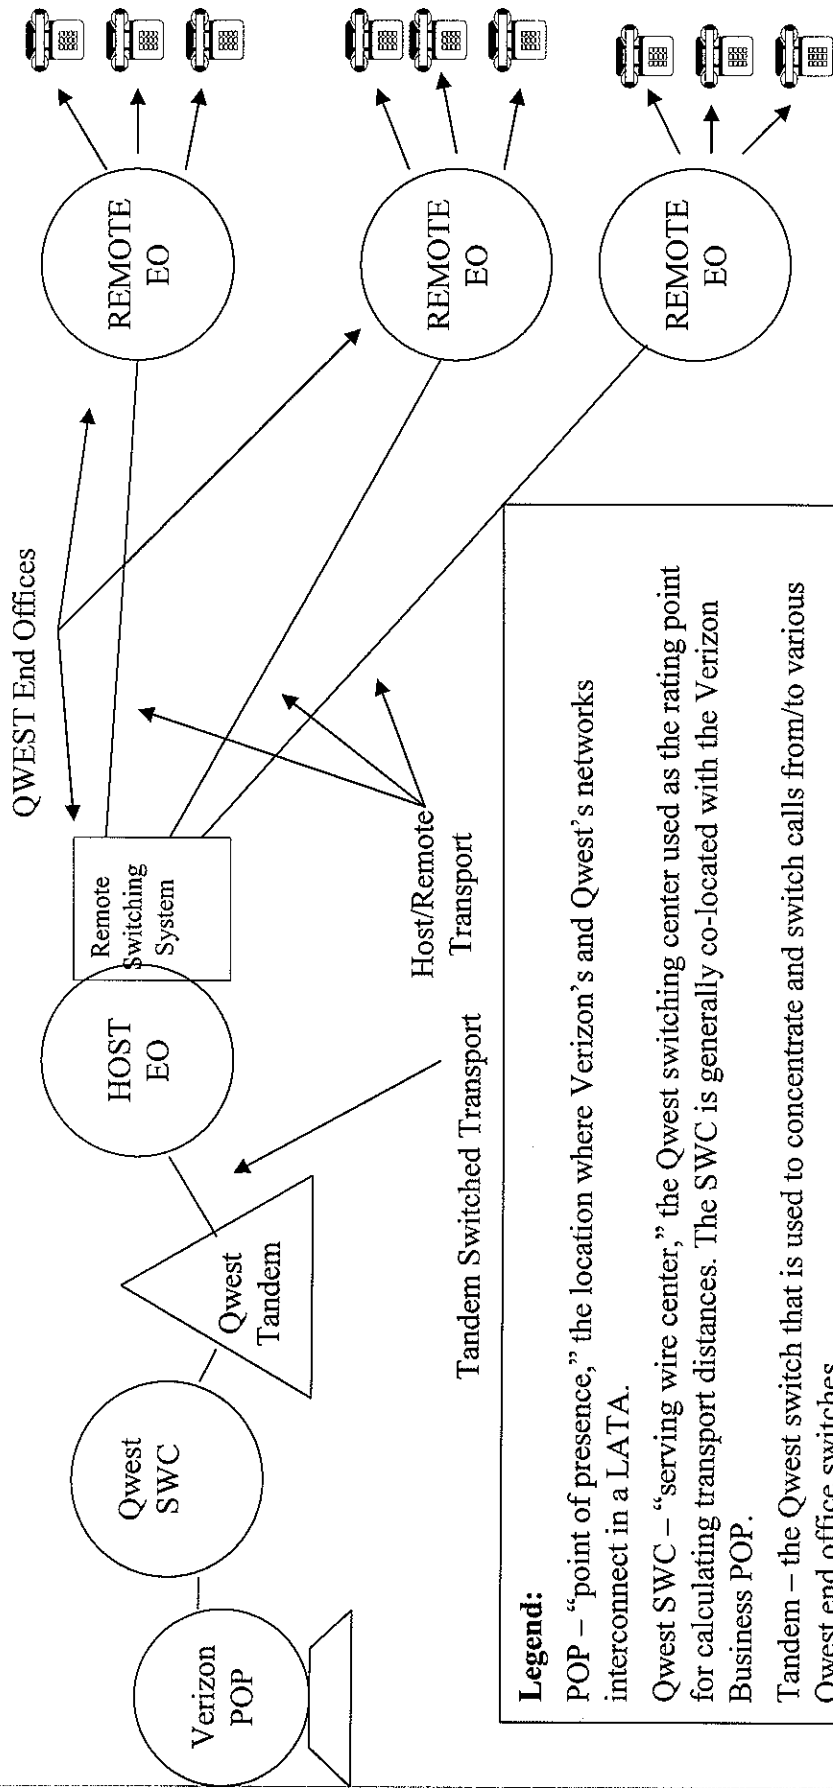 QWEST End Offices
Verizon
POP
Qwest
SWC
Qwest
Tandem
HOST
EO
Remote
Switching
System
REMOTE
EO
REMOTE
EO
REMOTE
EO
Host/Remote
Transport
Tandem Switched Transport
Legend:
POP – “point of presence,” the location where Verizon’s and Qwest’s networks
interconnect in a LATA.
Qwest SWC – “serving wire center,” the Qwest switching center used as the rating point
for calculating transport distances. The SWC is generally co-located with the Verizon
Business POP.
Tandem – the Qwest switch that is used to concentrate and switch calls from/to various
Qwest end office switches